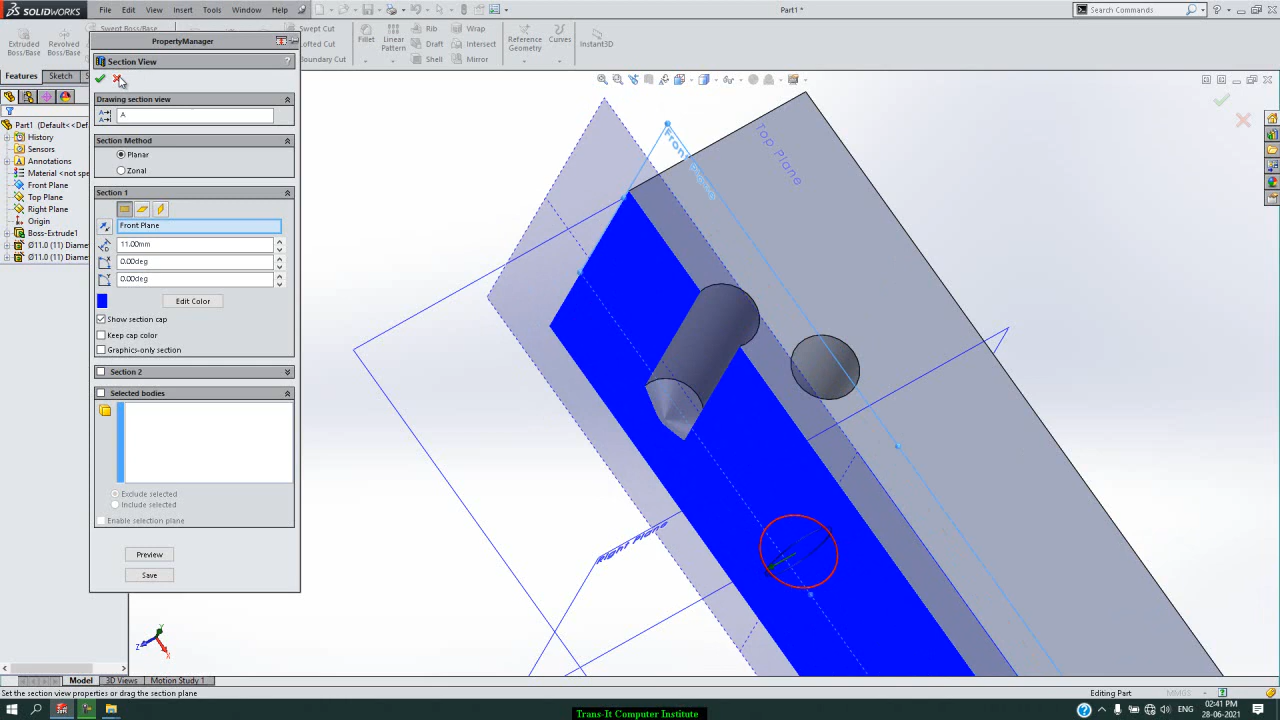 SOLIDWORKS
File Edit View Insert Tools Window Help
Part1 *
Search Commands
Extruded Boss/Base
Revolved Boss/Base
Swept Boss/Base
Swept Cut
Lofted Cut
Boundary Cut
Fillet
Linear Pattern
Rib
Draft
Shell
Wrap
Intersect
Mirror
Reference Geometry
Curves
Instant3D
Features
Sketch
PropertyManager
Section View
?
Drawing section view
A
Section Method
Planar
Zonal
Section 1
Front Plane
11.00mm
0.00deg
0.00deg
Edit Color
Show section cap
Keep cap color
Graphics-only section
Section 2
Selected bodies
Exclude selected
Include selected
Enable selection plane
Preview
Save
Part1 (Default<<Def
History
Sensors
Annotations
Material <not spe
Front Plane
Top Plane
Right Plane
Origin
Boss-Extrude1
Ø11.0 (11) Diamete
Ø11.0 (11) Diamete
Top Plane
Right Plane
Y
Z
X
Model
3D Views
Motion Study 1
Set the section view properties or drag the section plane
Editing Part
MMGS
ENG
02:41 PM
28-06-2021
Trans-It Computer Institute